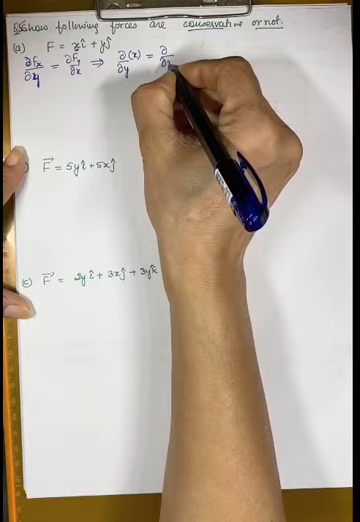 Show following forces are conservative or not.
(a) F = xî + yĵ
∂Fx/∂y = ∂Fy/∂x ⇒ ∂/∂y (x) = ∂/∂x
) F⃗ = 5yî + 5xĵ
(c) F⃗ = 2yî + 3xĵ + 3yk̂